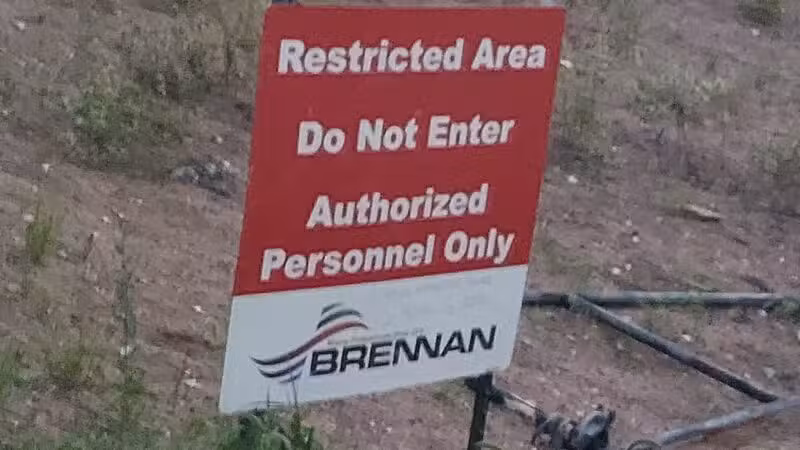 Restricted Area
Do Not Enter
Authorized
Personnel Only
BRENNAN